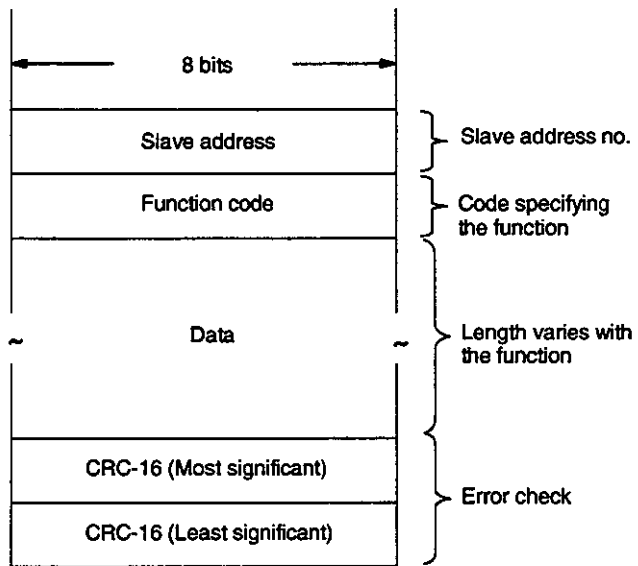 8 bits
Slave address
Slave address no.
Function code
Code specifying
the function
Data
Length varies with
the function
CRC-16 (Most significant)
CRC-16 (Least significant)
Error check